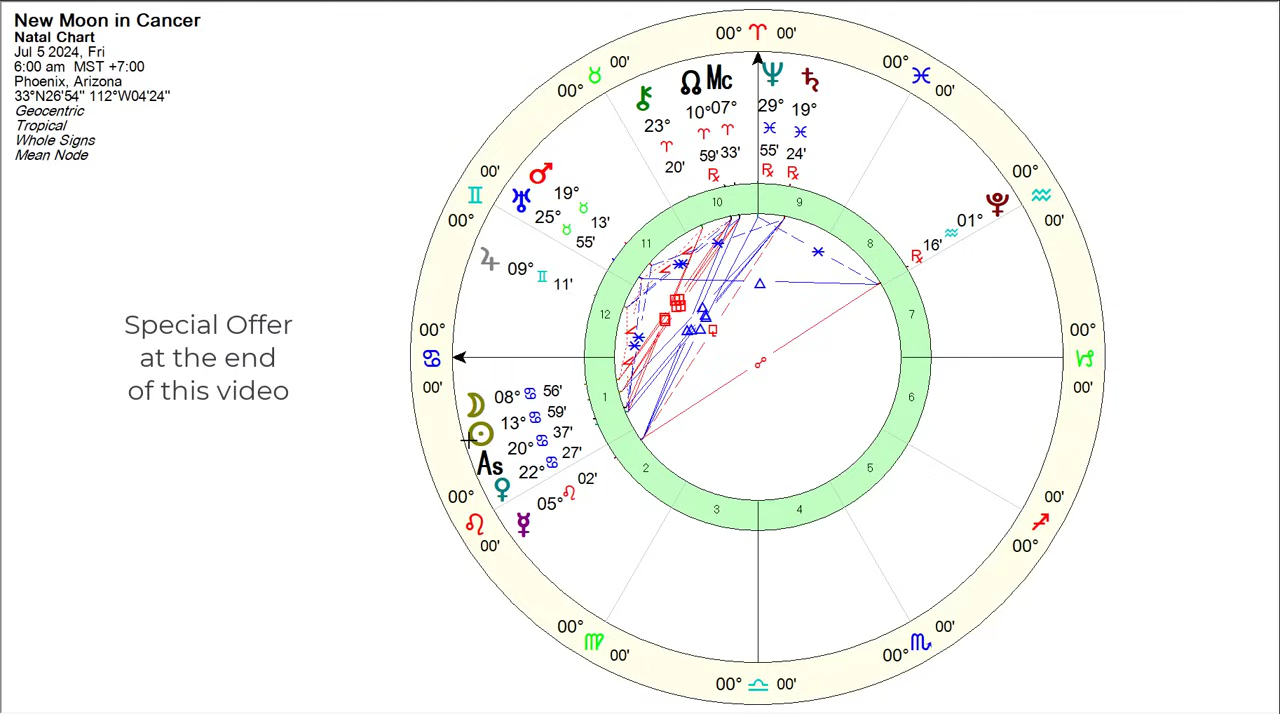 New Moon in Cancer
Natal Chart
Jul 5 2024, Fri
6:00 am MST +7:00
Phoenix, Arizona
33°N26'54" 112°W04'24"
Geocentric
Tropical
Whole Signs
Mean Node
Special Offer
at the end
of this video
00° ♈ 00'
00° ♉ 00'
00' ♊ 00°
00° ♋ 00'
00° ♌ 00'
00° ♍ 00'
00° ♎ 00'
00° ♏ 00'
00' ♐ 00°
00° ♑ 00'
00° ♒ 00'
00° ♓ 00'
⚷ 23° ♈ 20'
☊ 10° ♈ 59' ℞
Mc 07° ♈ 33'
♆ 29° ♓ 55' ℞
♄ 19° ♓ 24' ℞
♇ 01° ♒ 16' ℞
♂ 19° ♉ 13'
♅ 25° ♉ 55'
♃ 09° ♊ 11'
☽ 08° ♋ 56'
☉ 13° ♋ 59'
As 20° ♋ 37'
♀ 22° ♋ 27'
☿ 05° ♌ 02'
1
2
3
4
5
6
7
8
9
10
11
12